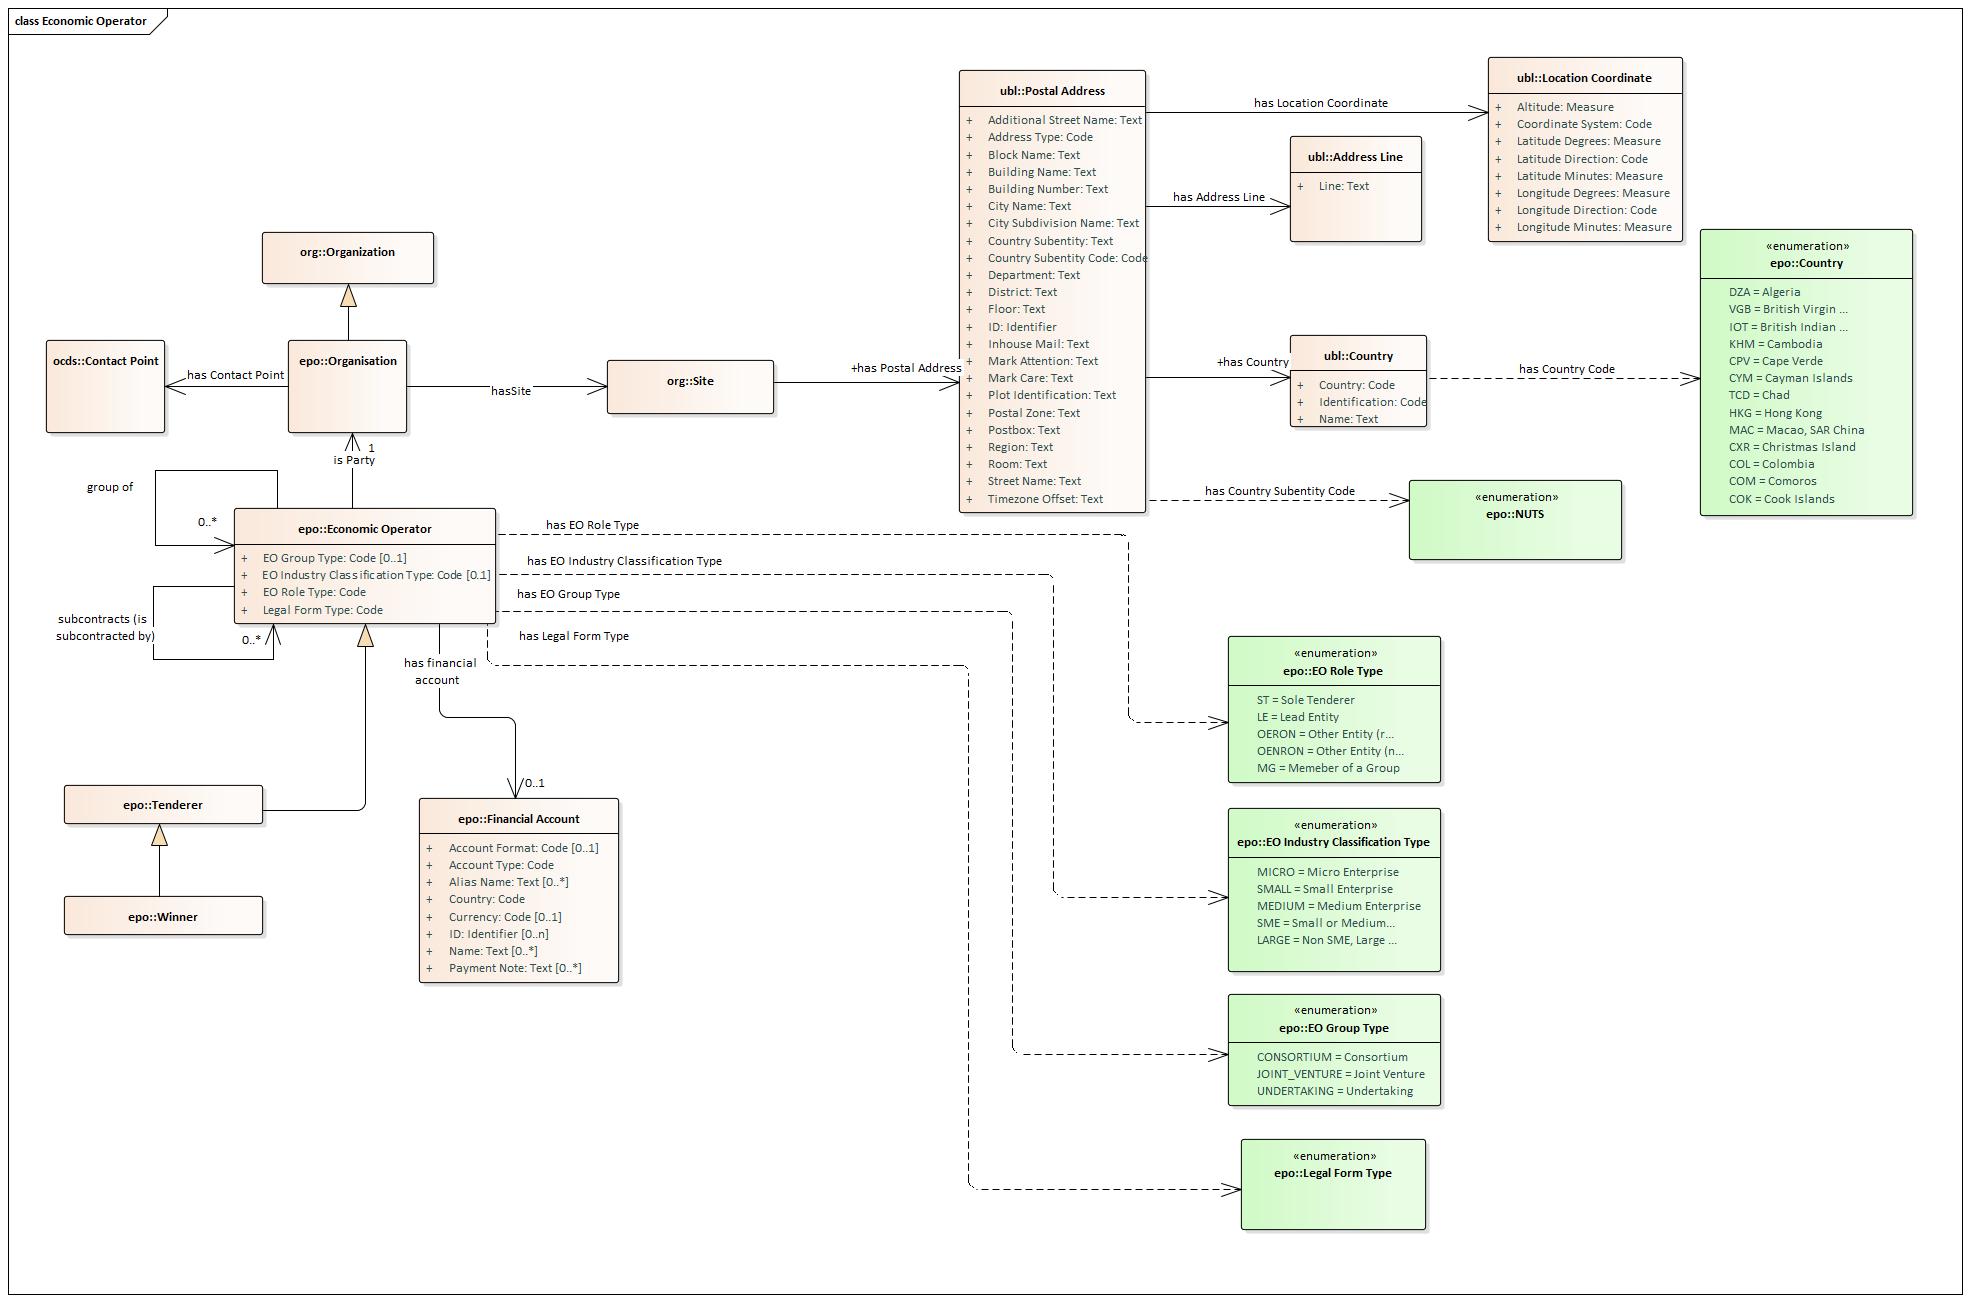 class Economic Operator
ubl::Location Coordinate
+ Altitude: Measure
+ Coordinate System: Code
+ Latitude Degrees: Measure
+ Latitude Direction: Code
+ Latitude Minutes: Measure
+ Longitude Degrees: Measure
+ Longitude Direction: Code
+ Longitude Minutes: Measure
ubl::Postal Address
+ Additional Street Name: Text
+ Address Type: Code
+ Block Name: Text
+ Building Name: Text
+ Building Number: Text
+ City Name: Text
+ City Subdivision Name: Text
+ Country Subentity: Text
+ Country Subentity Code: Code
+ Department: Text
+ District: Text
+ Floor: Text
+ ID: Identifier
+ Inhouse Mail: Text
+ Mark Attention: Text
+ Mark Care: Text
+ Plot Identification: Text
+ Postal Zone: Text
+ Postbox: Text
+ Region: Text
+ Room: Text
+ Street Name: Text
+ Timezone Offset: Text
has Location Coordinate
ubl::Address Line
+ Line: Text
has Address Line
org::Organization
«enumeration»
epo::Country
DZA = Algeria
VGB = British Virgin ...
IOT = British Indian ...
KHM = Cambodia
CPV = Cape Verde
CYM = Cayman Islands
TCD = Chad
HKG = Hong Kong
MAC = Macao, SAR China
CXR = Christmas Island
COL = Colombia
COM = Comoros
COK = Cook Islands
ocds::Contact Point
has Contact Point
epo::Organisation
hasSite
org::Site
+has Postal Address
+has Country
ubl::Country
+ Country: Code
+ Identification: Code
+ Name: Text
has Country Code
1
is Party
group of
0..*
has Country Subentity Code
«enumeration»
epo::NUTS
epo::Economic Operator
+ EO Group Type: Code [0..1]
+ EO Industry Classification Type: Code [0.1]
+ EO Role Type: Code
+ Legal Form Type: Code
has EO Role Type
has EO Industry Classification Type
has EO Group Type
has Legal Form Type
subcontracts (is
subcontracted by)
0..*
has financial
account
0..1
«enumeration»
epo::EO Role Type
ST = Sole Tenderer
LE = Lead Entity
OERON = Other Entity (r...
OENRON = Other Entity (n...
MG = Memeber of a Group
epo::Tenderer
epo::Winner
epo::Financial Account
+ Account Format: Code [0..1]
+ Account Type: Code
+ Alias Name: Text [0..*]
+ Country: Code
+ Currency: Code [0..1]
+ ID: Identifier [0..n]
+ Name: Text [0..*]
+ Payment Note: Text [0..*]
«enumeration»
epo::EO Industry Classification Type
MICRO = Micro Enterprise
SMALL = Small Enterprise
MEDIUM = Medium Enterprise
SME = Small or Medium...
LARGE = Non SME, Large ...
«enumeration»
epo::EO Group Type
CONSORTIUM = Consortium
JOINT_VENTURE = Joint Venture
UNDERTAKING = Undertaking
«enumeration»
epo::Legal Form Type